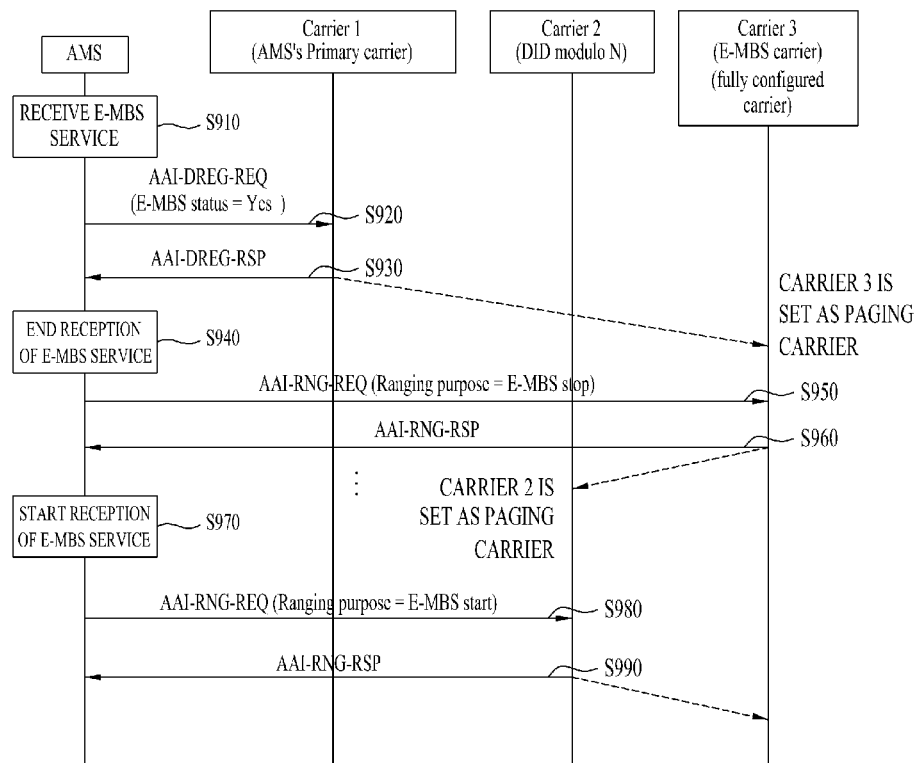 AMS
Carrier 1
(AMS's Primary carrier)
Carrier 2
(DID modulo N)
Carrier 3
(E-MBS carrier)
(fully configured
carrier)
RECEIVE E-MBS
SERVICE
S910
AAI-DREG-REQ
(E-MBS status = Yes )
S920
AAI-DREG-RSP
S930
CARRIER 3 IS
SET AS PAGING
CARRIER
END RECEPTION
OF E-MBS SERVICE
S940
AAI-RNG-REQ (Ranging purpose = E-MBS stop)
S950
AAI-RNG-RSP
S960
CARRIER 2 IS
SET AS PAGING
CARRIER
START RECEPTION
OF E-MBS SERVICE
S970
AAI-RNG-REQ (Ranging purpose = E-MBS start)
S980
AAI-RNG-RSP
S990